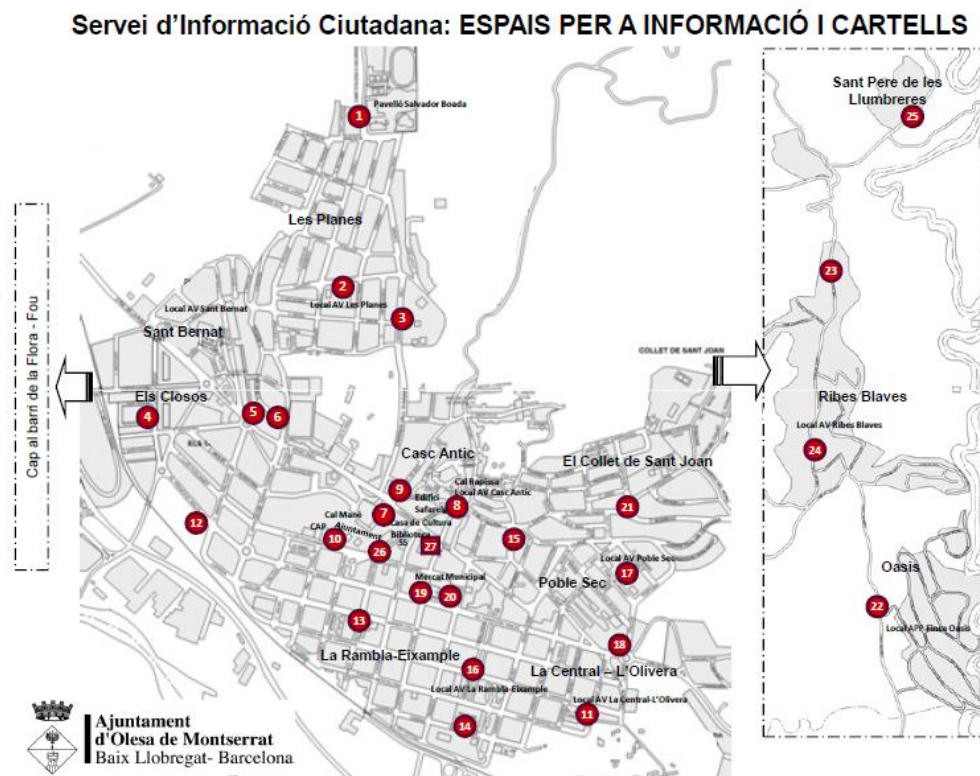 Servei d'Informació Ciutadana: ESPAIS PER A INFORMACIÓ I CARTELLS
Pavelló Salvador Boada
1
Sant Pere de les
Llumbreres
25
Les Planes
2
Local AV Les Planes
3
Local AV Sant Bernat
Sant Bernat
23
COLLET DE SANT JOAN
Cap al barri de la Flora - Fou
Els Closos
4
5
6
Ribes Blaves
Local AV Ribes Blaves
24
Casc Antic
El Collet de Sant Joan
9
Cal Rapissa
Local AV Casc Antic
Edifici
Safareig
8
21
Cal Mané
7
Casa de Cultura
Biblioteca
SS
12
CAP
Ajuntament
10
26
27
15
Local AV Poble Sec
17
Poble Sec
Oasis
22
Local APP Finca Oasis
Mercat Municipal
19
20
13
18
La Rambla-Eixample
16
La Central – L'Olivera
Local AV La Rambla-Eixample
Local AV La Central-L'Olivera
11
14
Ajuntament
d'Olesa de Montserrat
Baix Llobregat- Barcelona